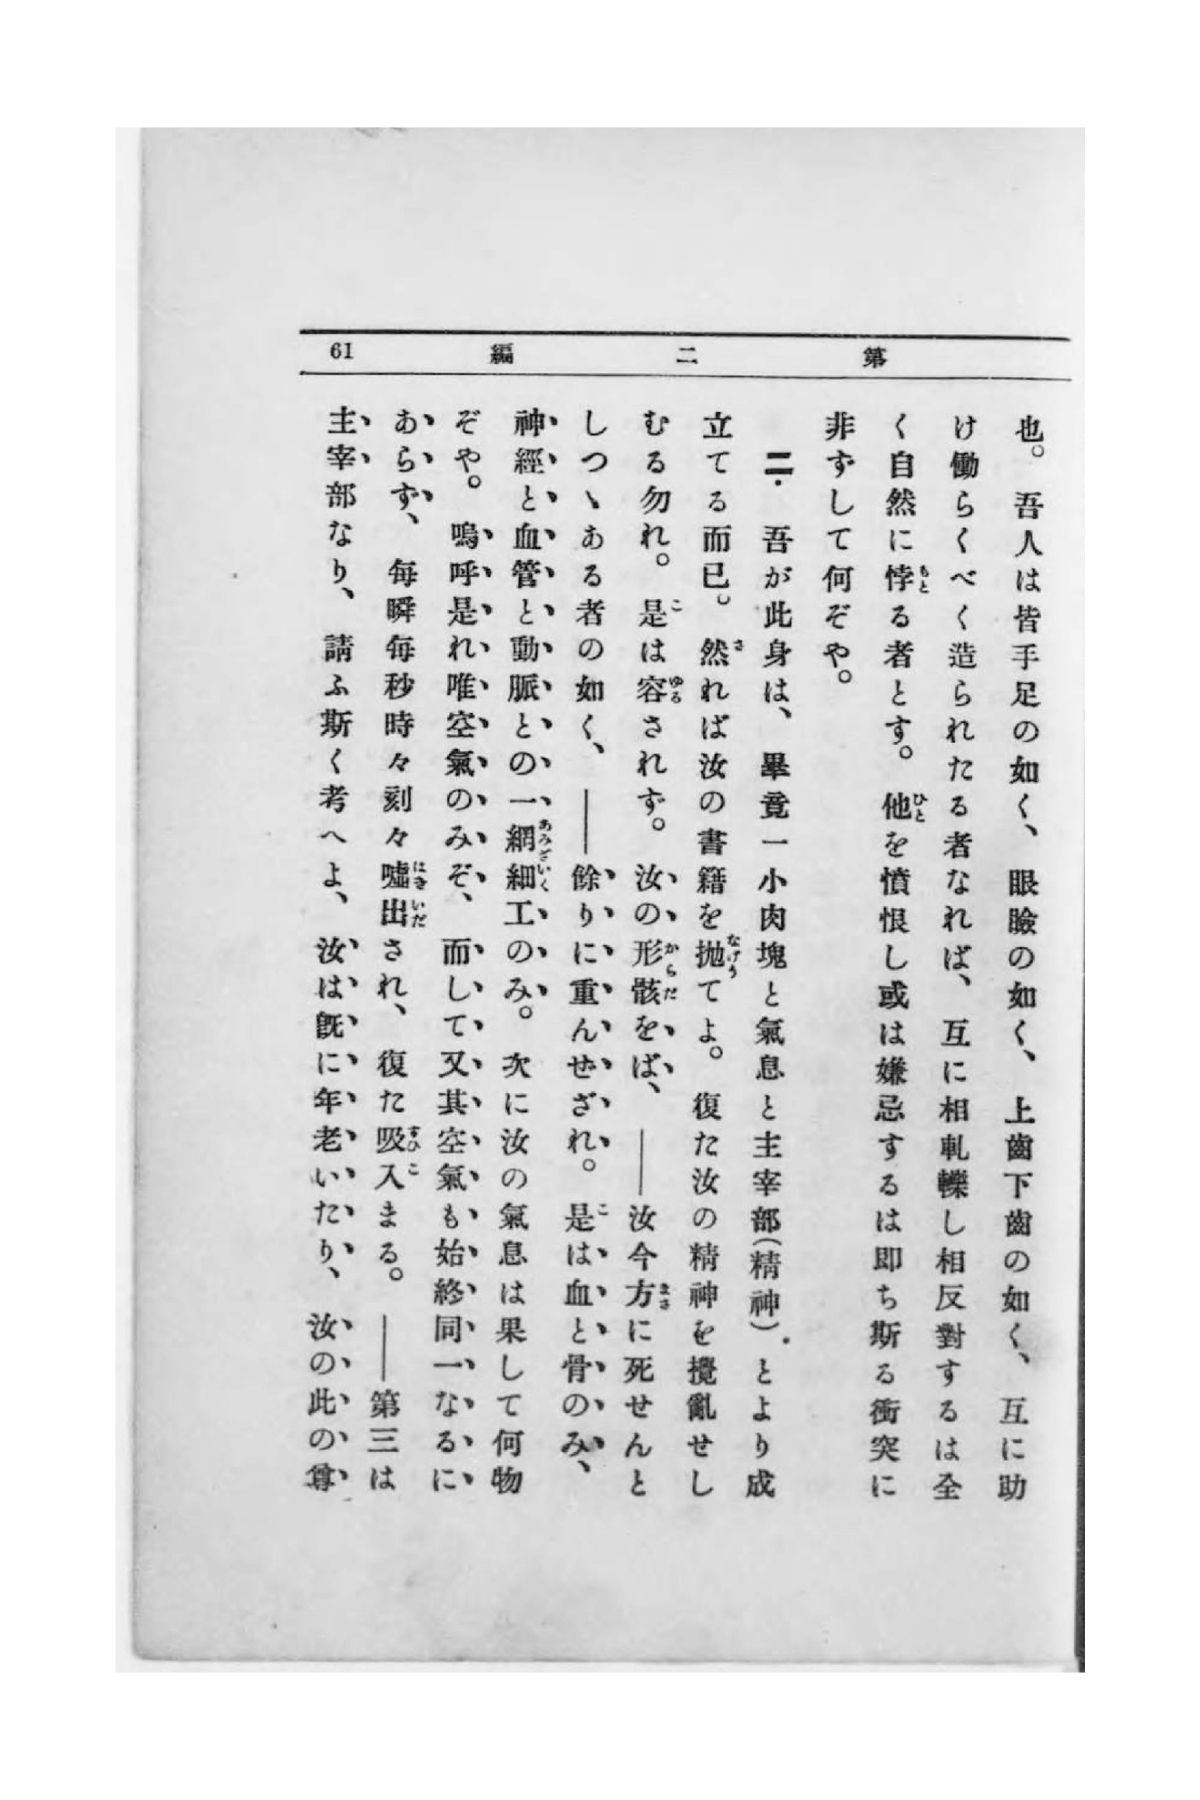 第二編
61
也。吾人は皆手足の如く、眼瞼の如く、上齒下齒の如く、互に助
け働らくべく造られたる者なれば、互に相軋轢し相反對するは全
く自然に悖る者とす。他を憤恨し或は嫌忌するは即ち斯る衝突に
非ずして何ぞや。
二．吾が此身は、畢竟一小肉塊と氣息と主宰部(精神)．とより成
立てる而已。然れば汝の書籍を抛てよ。復た汝の精神を攪亂せし
むる勿れ。是は容されず。汝の形骸をば、――汝今方に死せんと
しつゝある者の如く、――餘りに重んせざれ。是は血と骨のみ、
神經と血管と動脈との一網細工のみ。次に汝の氣息は果して何物
ぞや。嗚呼是れ唯空氣のみぞ、而して又其空氣も始終同一なるに
あらず、毎瞬毎秒時々刻々噓出され、復た吸入まる。――第三は
主宰部なり、請ふ斯く考へよ、汝は旣に年老いたり、汝の此の尊